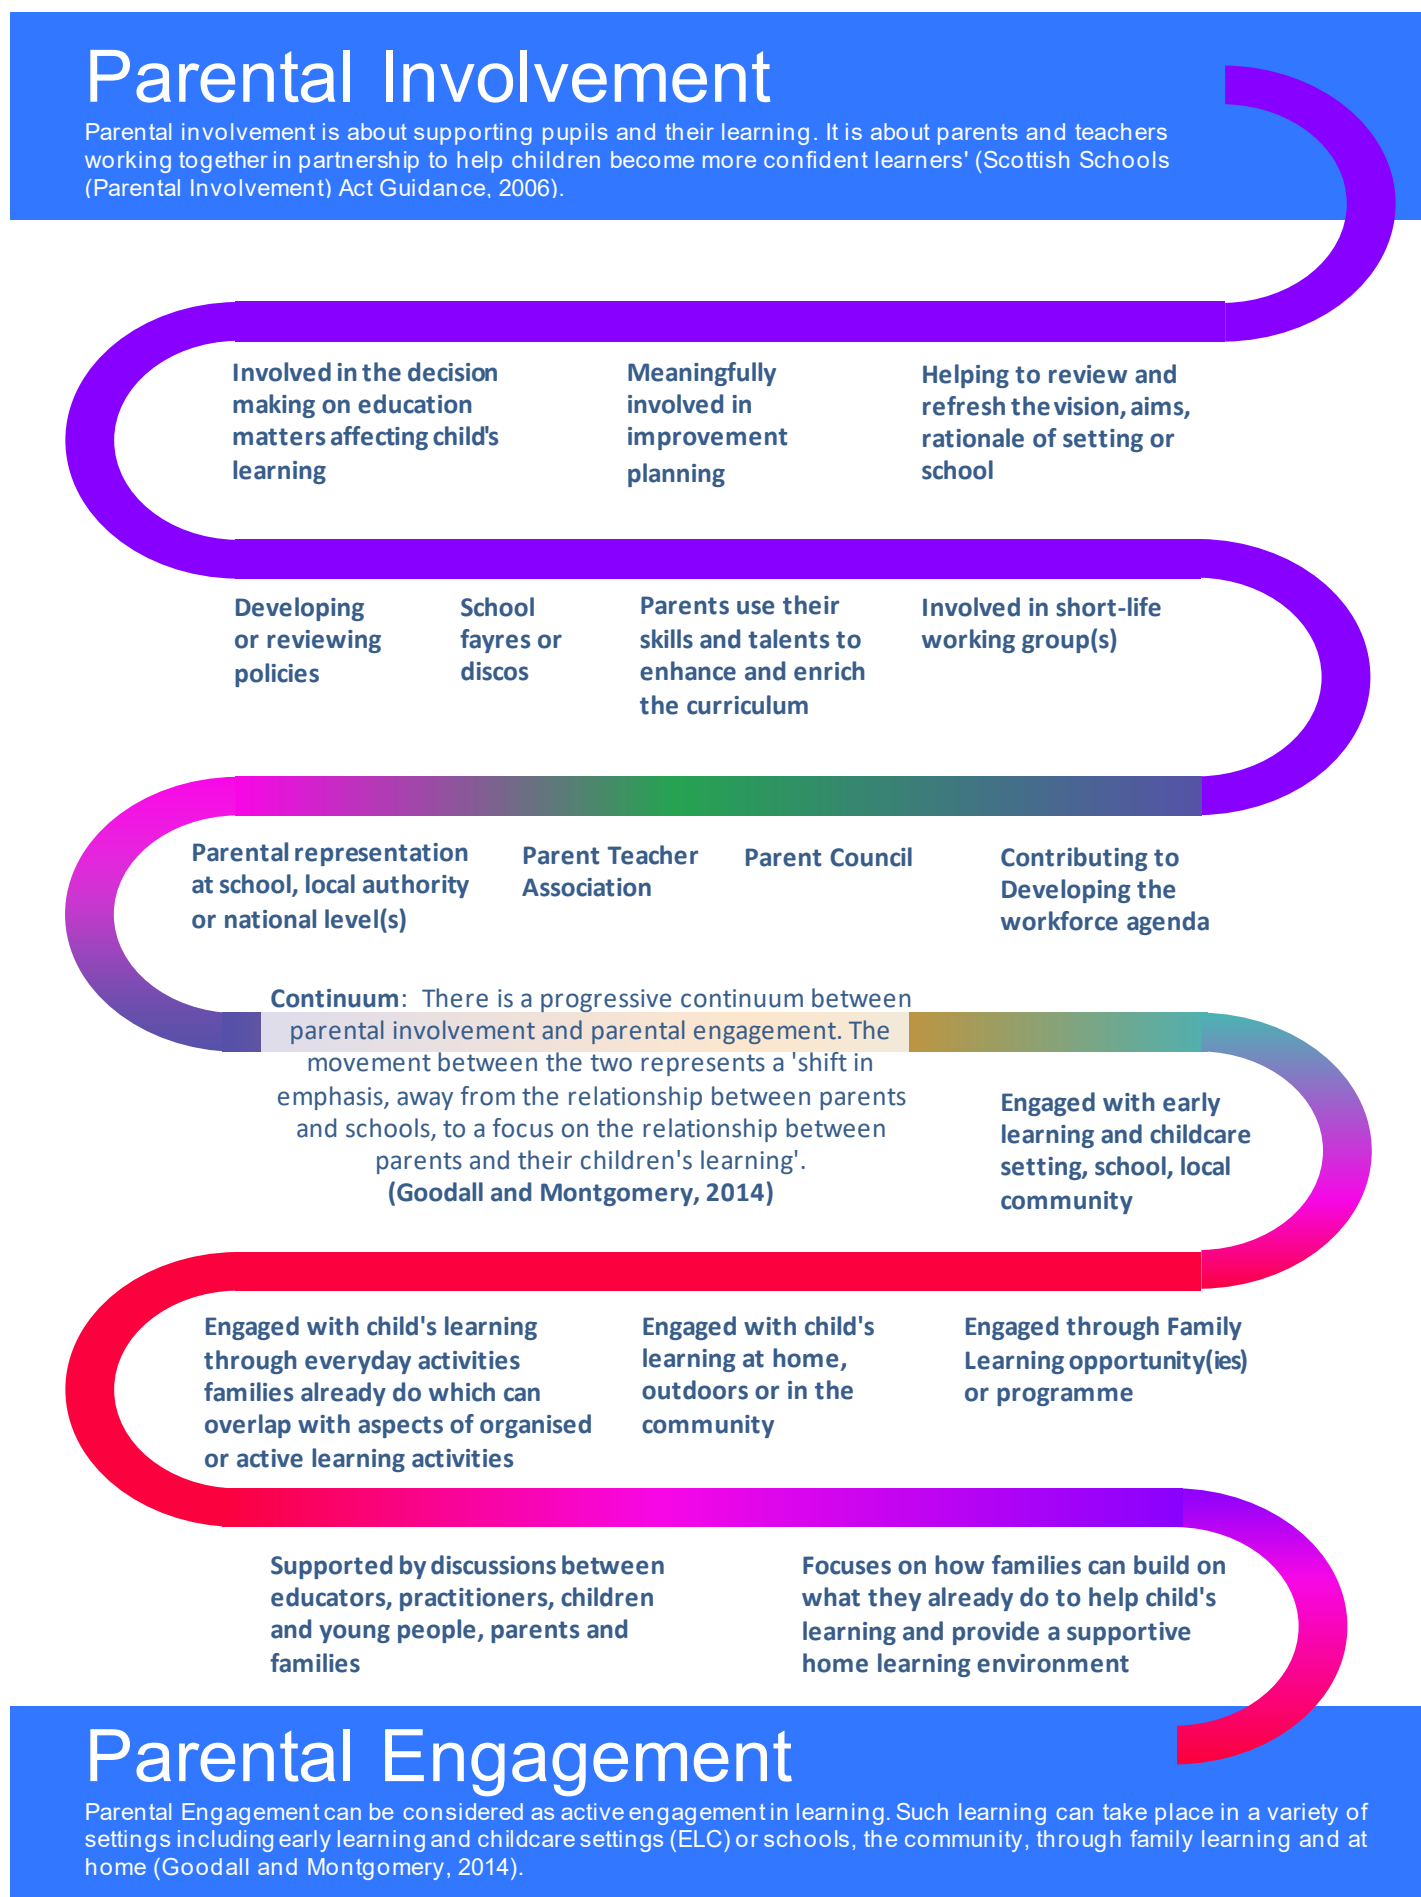 Parental Involvement
Parental involvement is about supporting pupils and their learning. It is about parents and teachers
working together in partnership to help children become more confident learners' (Scottish Schools
(Parental Involvement) Act Guidance, 2006).
Involved in the decision
making on education
matters affecting child's
learning
Meaningfully
involved in
improvement
planning
Helping to review and
refresh the vision, aims,
rationale of setting or
school
Developing
or reviewing
policies
School
fayres or
discos
Parents use their
skills and talents to
enhance and enrich
the curriculum
Involved in short-life
working group(s)
Parental representation
at school, local authority
or national level(s)
Parent Teacher
Association
Parent Council
Contributing to
Developing the
workforce agenda
Continuum: There is a progressive continuum between
parental involvement and parental engagement. The
movement between the two represents a 'shift in
emphasis, away from the relationship between parents
and schools, to a focus on the relationship between
parents and their children's learning'.
(Goodall and Montgomery, 2014)
Engaged with early
learning and childcare
setting, school, local
community
Engaged with child's learning
through everyday activities
families already do which can
overlap with aspects of organised
or active learning activities
Engaged with child's
learning at home,
outdoors or in the
community
Engaged through Family
Learning opportunity(ies)
or programme
Supported by discussions between
educators, practitioners, children
and young people, parents and
families
Focuses on how families can build on
what they already do to help child's
learning and provide a supportive
home learning environment
Parental Engagement
Parental Engagement can be considered as active engagement in learning. Such learning can take place in a variety of
settings including early learning and childcare settings (ELC) or schools, the community, through family learning and at
home (Goodall and Montgomery, 2014).